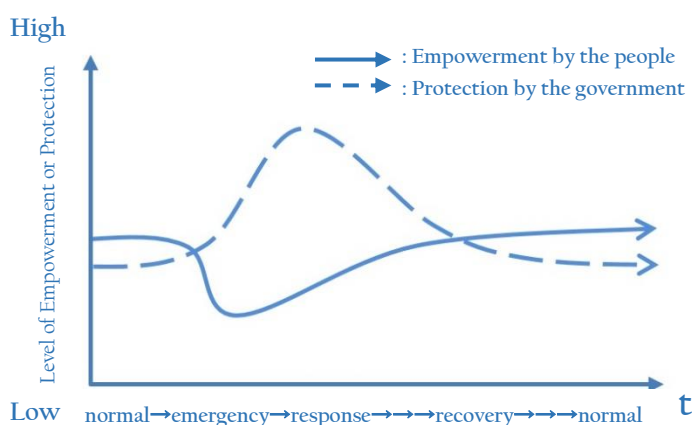 High
: Empowerment by the people
: Protection by the government
Level of Empowerment or Protection
t
Low
normal→emergency→response→→→→recovery→→→→normal